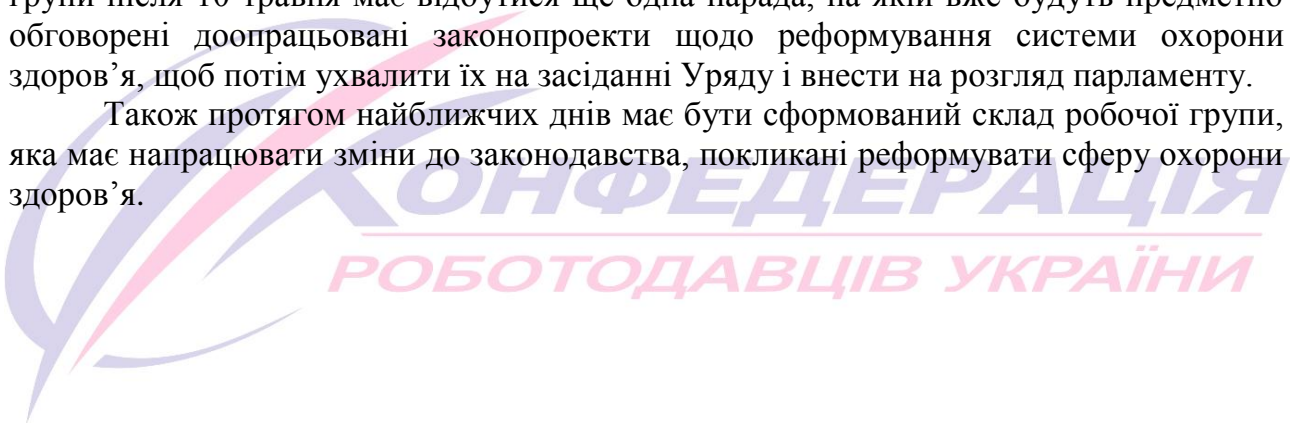 групи після 10 травня має відбутися ще одна нарада, на якій вже будуть предметно
обговорені доопрацьовані законопроекти щодо реформування системи охорони
здоров’я, щоб потім ухвалити їх на засіданні Уряду і внести на розгляд парламенту.
Також протягом найближчих днів має бути сформований склад робочої групи,
яка має напрацювати зміни до законодавства, покликані реформувати сферу охорони
здоров’я.
КОНФЕДЕРАЦІЯ
РОБОТОДАВЦІВ УКРАЇНИ